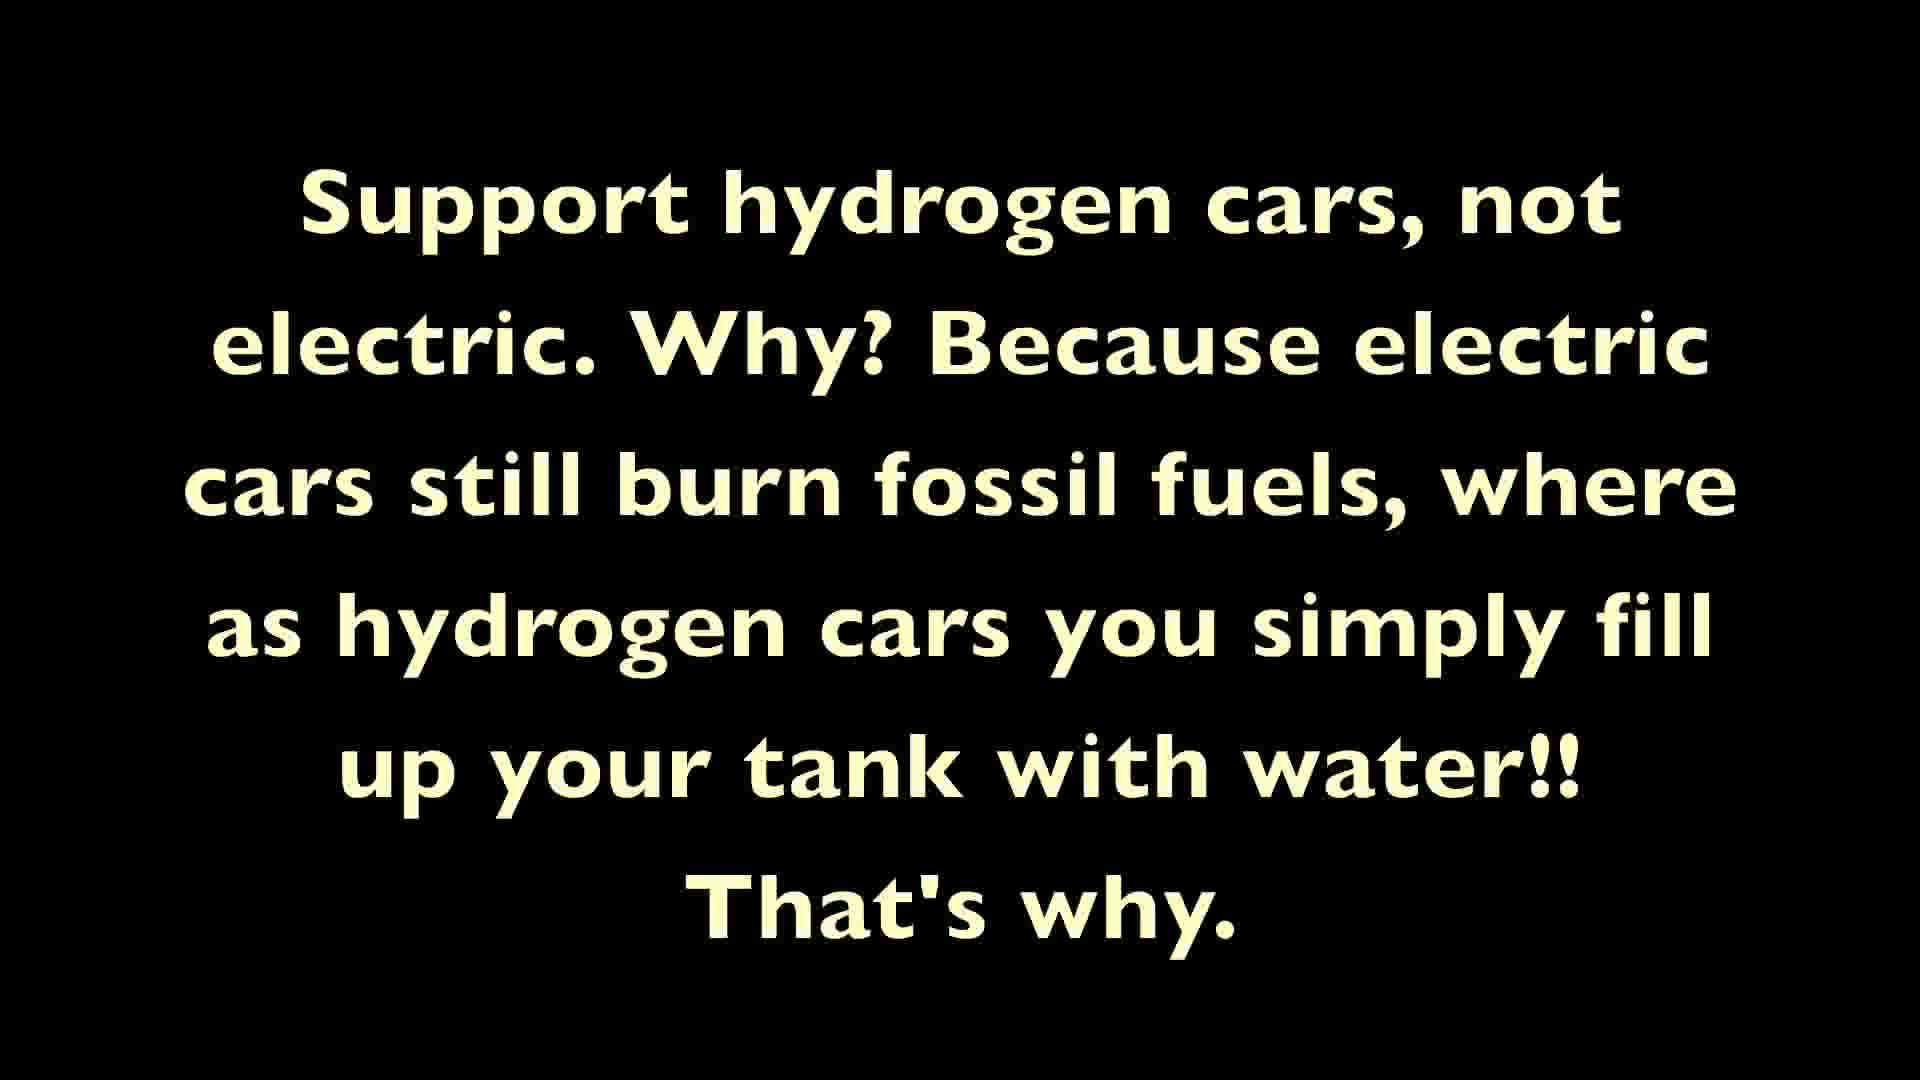 Support hydrogen cars, not
electric. Why? Because electric
cars still burn fossil fuels, where
as hydrogen cars you simply fill
up your tank with water!!
That's why.